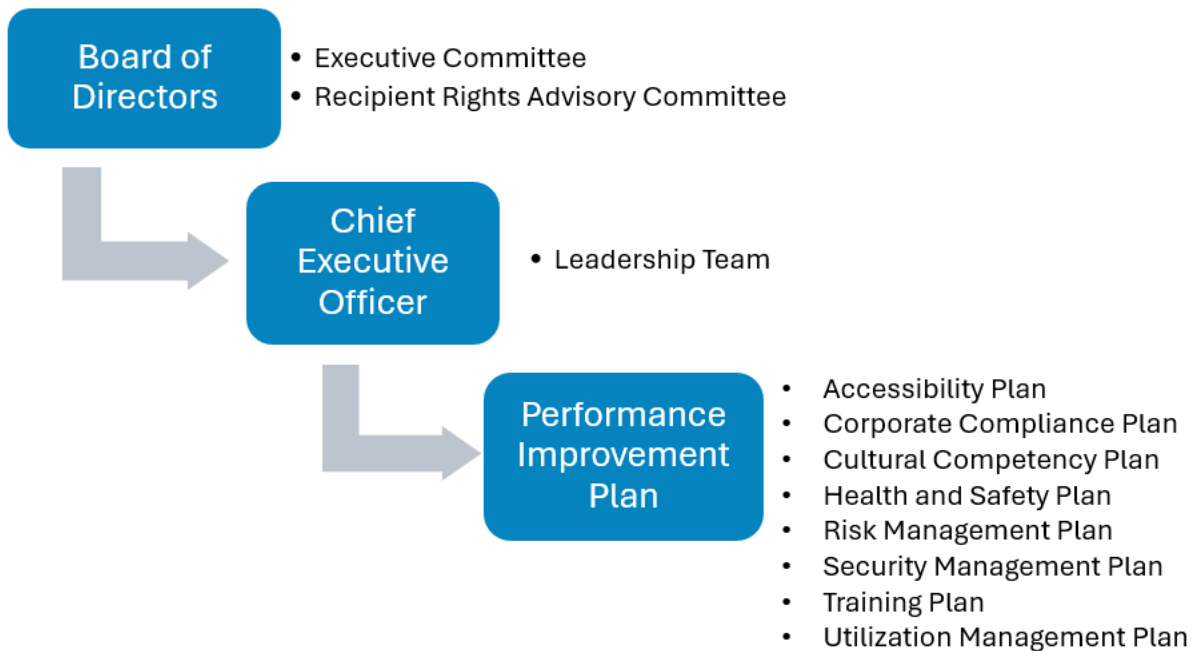 Board of
Directors
• Executive Committee
• Recipient Rights Advisory Committee
Chief
Executive
Officer
• Leadership Team
Performance
Improvement
Plan
• Accessibility Plan
• Corporate Compliance Plan
• Cultural Competency Plan
• Health and Safety Plan
• Risk Management Plan
• Security Management Plan
• Training Plan
• Utilization Management Plan